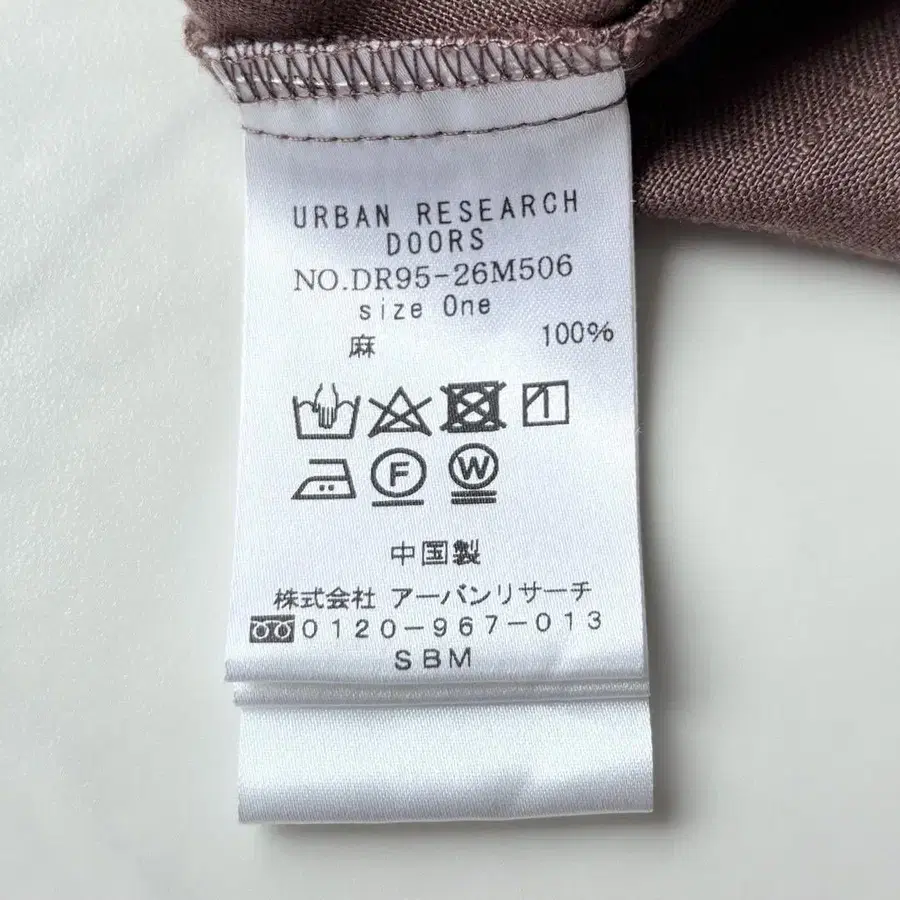 URBAN RESEARCH
DOORS
NO.DR95-26M506
size One
麻 100%
F W
中国製
株式会社 アーバンリサーチ
0120-967-013
SBM